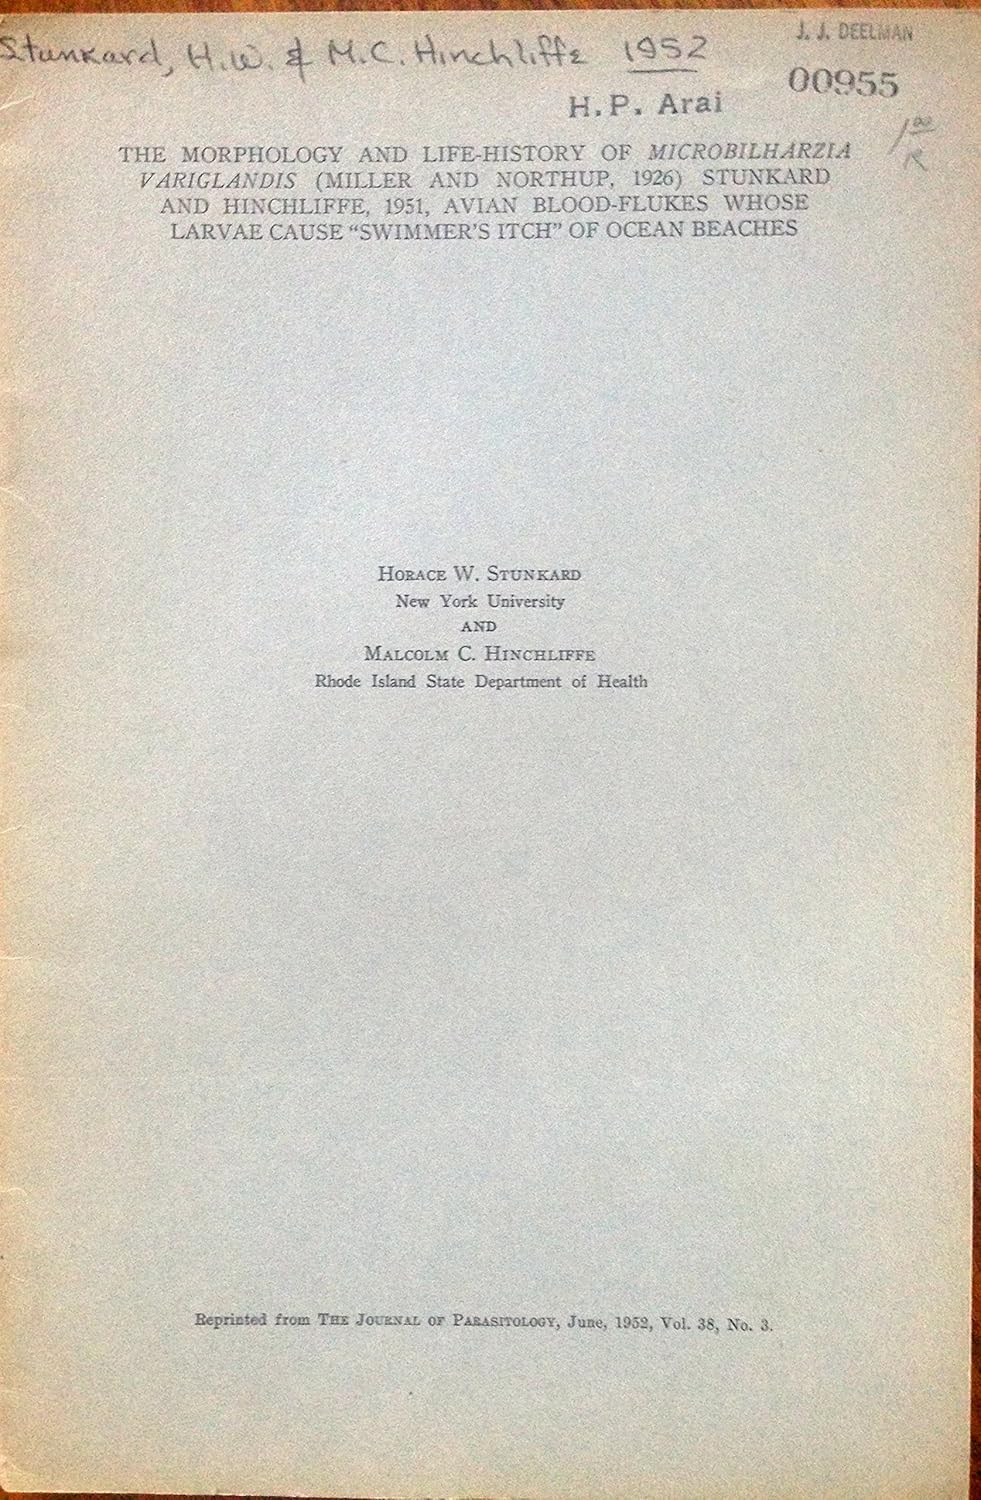 Stunkard, H.W. & M.C. Hinchliffe 1952
J. J. DEELMAN
00955
H. P. Arai
1 00
R
THE MORPHOLOGY AND LIFE-HISTORY OF MICROBILHARZIA
VARIGLANDIS (MILLER AND NORTHUP, 1926) STUNKARD
AND HINCHLIFFE, 1951, AVIAN BLOOD-FLUKES WHOSE
LARVAE CAUSE “SWIMMER’S ITCH” OF OCEAN BEACHES
HORACE W. STUNKARD
New York University
AND
MALCOLM C. HINCHLIFFE
Rhode Island State Department of Health
Reprinted from THE JOURNAL OF PARASITOLOGY, June, 1952, Vol. 38, No. 3.